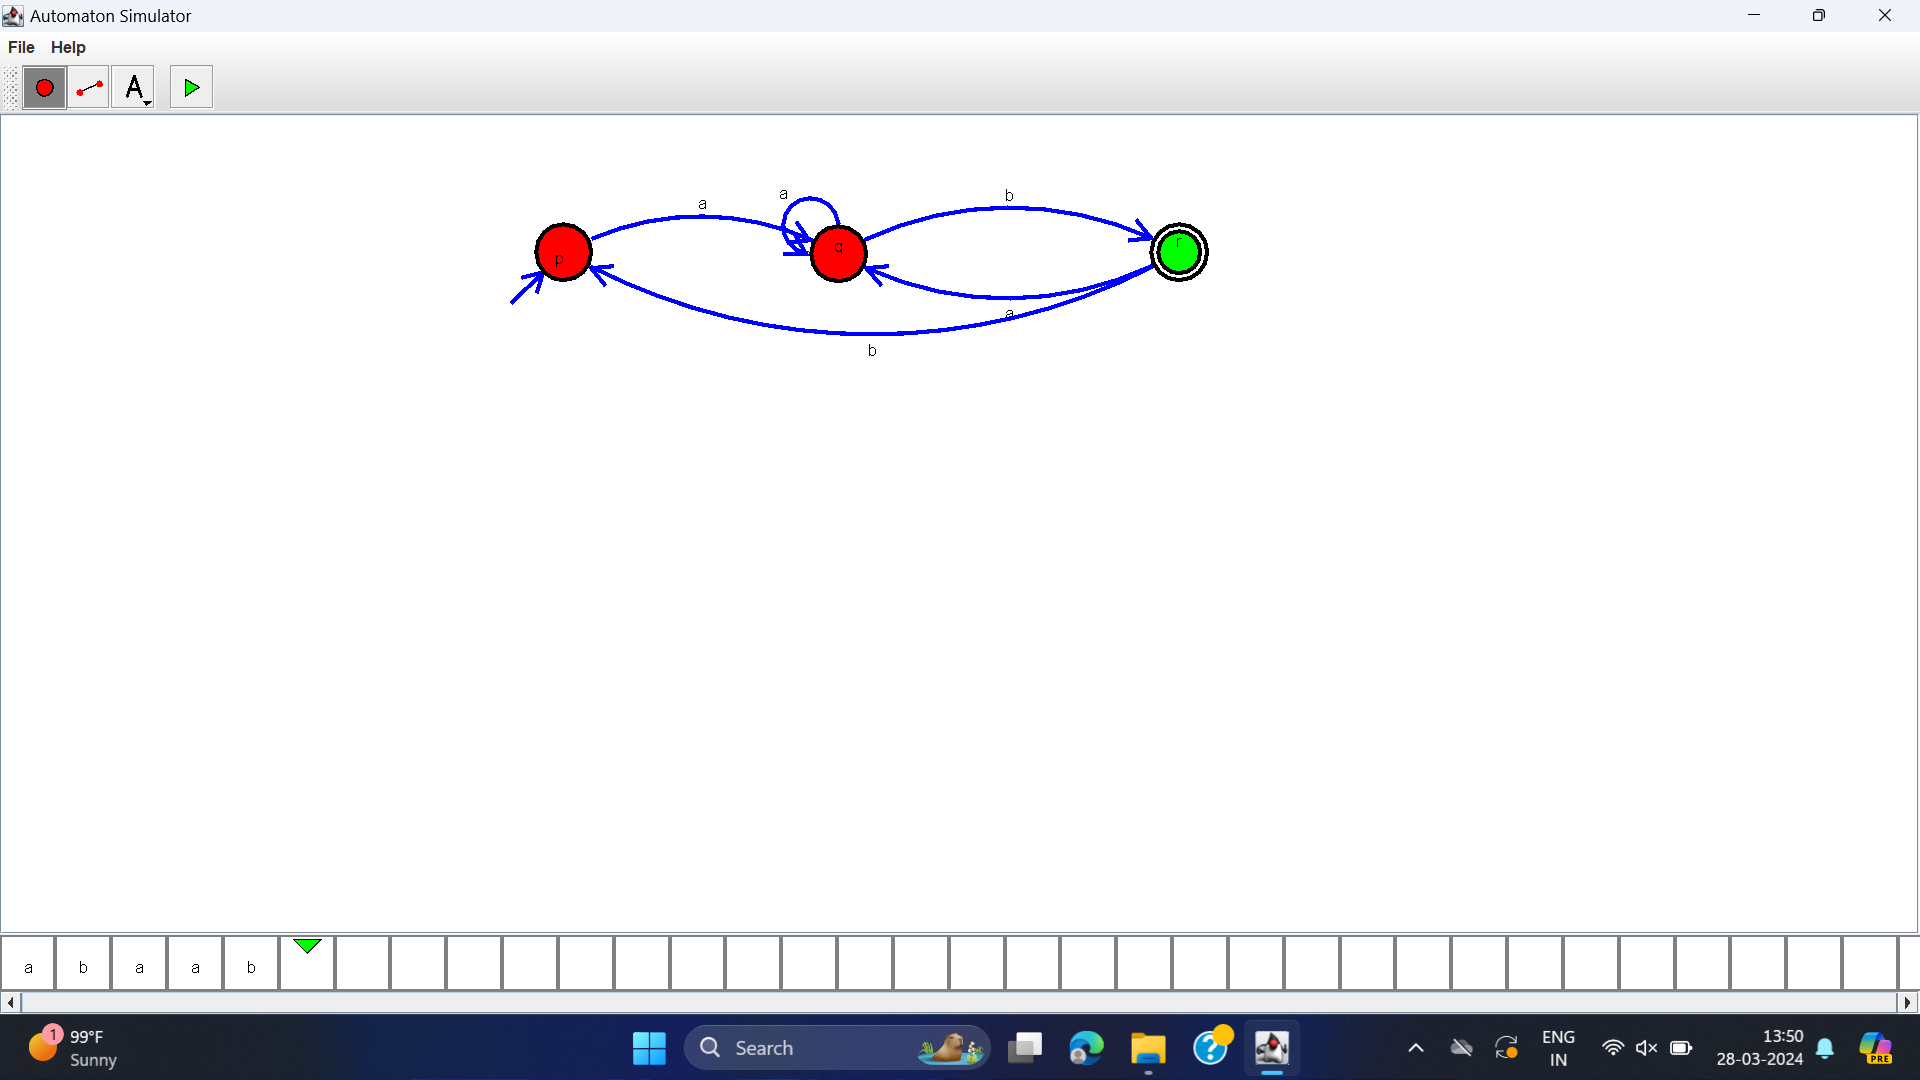 Automaton Simulator
File Help
A
a
a
b
p
q
r
a
b
a b a a b
1
99°F
Sunny
Search
ENG
IN
13:50
28-03-2024
PRE